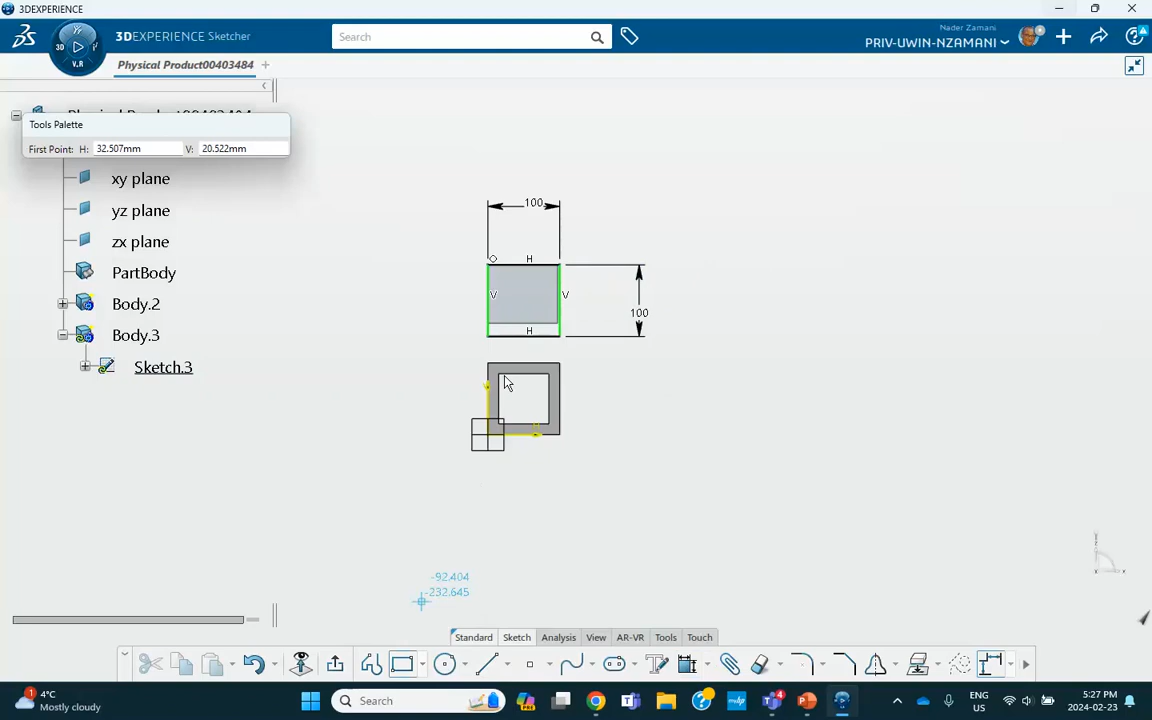 3DEXPERIENCE
3DEXPERIENCE Sketcher
Search
Nader Zamani
PRIV-UWIN-NZAMANI
3D
V.R
Physical Product00403484
Tools Palette
First Point: H: 32.507mm V: 20.522mm
xy plane
yz plane
zx plane
PartBody
Body.2
Body.3
Sketch.3
100
H
V
V
100
H
-92.404
-232.645
Standard
Sketch
Analysis
View
AR-VR
Tools
Touch
1
4°C
Mostly cloudy
Search
4
ENG
US
5:27 PM
2024-02-23